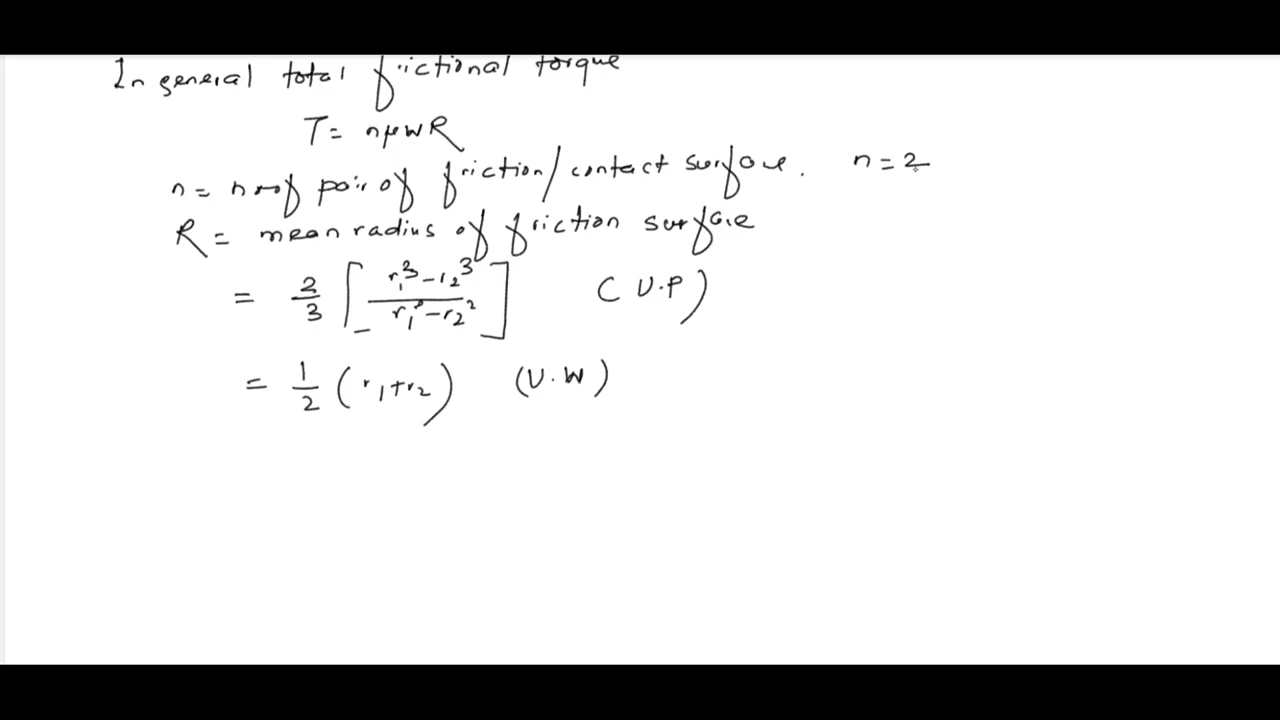 In general total frictional torque
T = nμWR
n = no of pair of friction/contact surface. n = 2
R = mean radius of friction surface
= 2/3 [ r₁³ - r₂³ / r₁² - r₂² ] (U.P)
= 1/2 (r₁+r₂) (U.W)